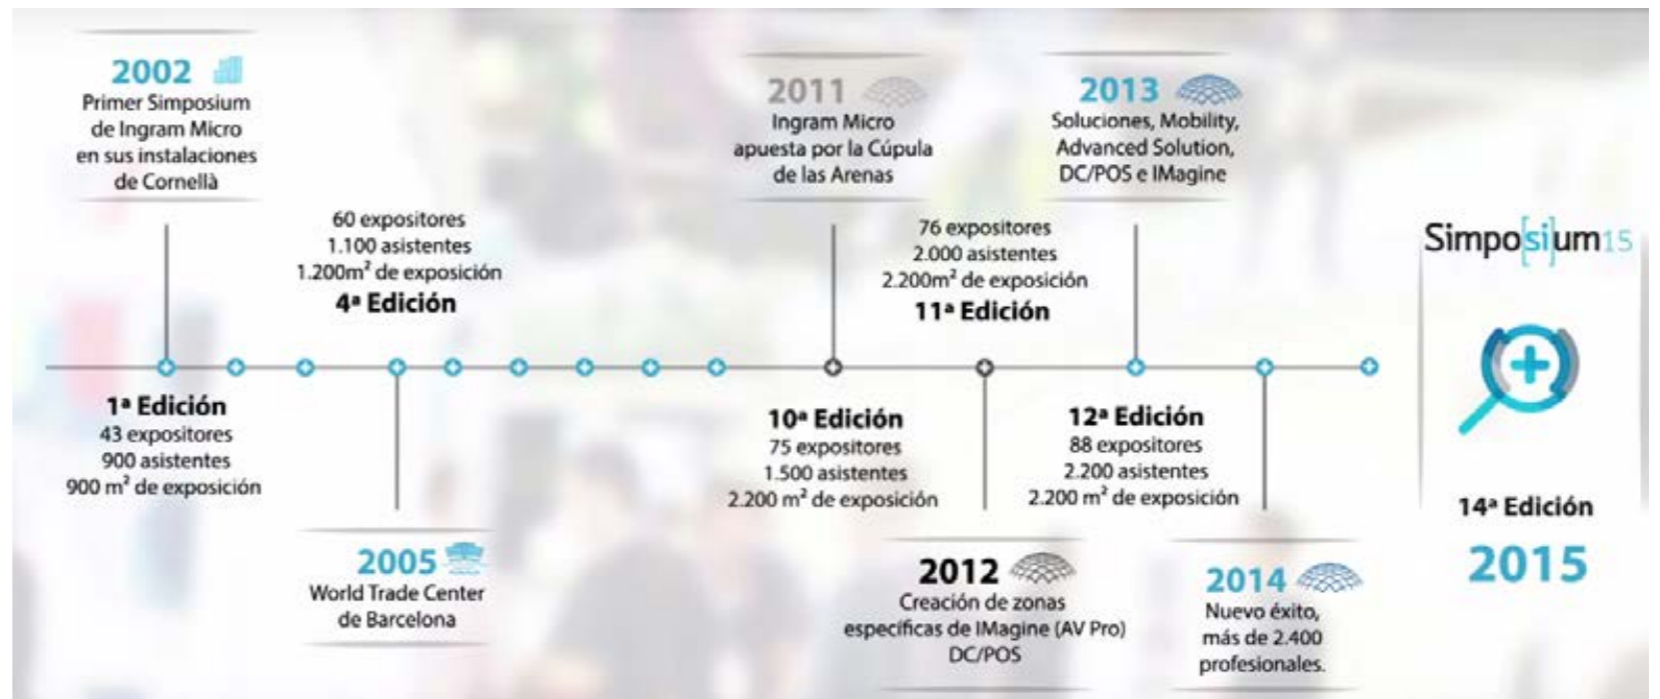 2002
Primer Simposium
de Ingram Micro
en sus instalaciones
de Cornellà
1ª Edición
43 expositores
900 asistentes
900 m² de exposición
60 expositores
1.100 asistentes
1.200m² de exposición
4ª Edición
2005
World Trade Center
de Barcelona
2011
Ingram Micro
apuesta por la Cúpula
de las Arenas
10ª Edición
75 expositores
1.500 asistentes
2.200 m² de exposición
76 expositores
2.000 asistentes
2.200m² de exposición
11ª Edición
2012
Creación de zonas
específicas de IMagine (AV Pro)
DC/POS
2013
Soluciones, Mobility,
Advanced Solution,
DC/POS e IMagine
12ª Edición
88 expositores
2.200 asistentes
2.200 m² de exposición
2014
Nuevo éxito,
más de 2.400
profesionales.
Simpo[si]um15
14ª Edición
2015